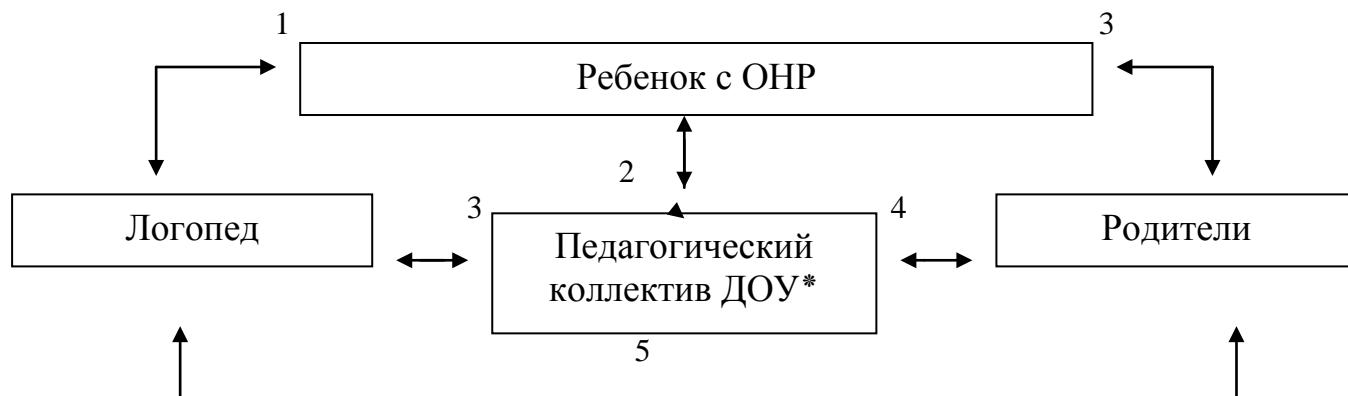 1 3
Ребенок с ОНР
2
3 4
Логопед
Педагогический
коллектив ДОУ*
Родители
5